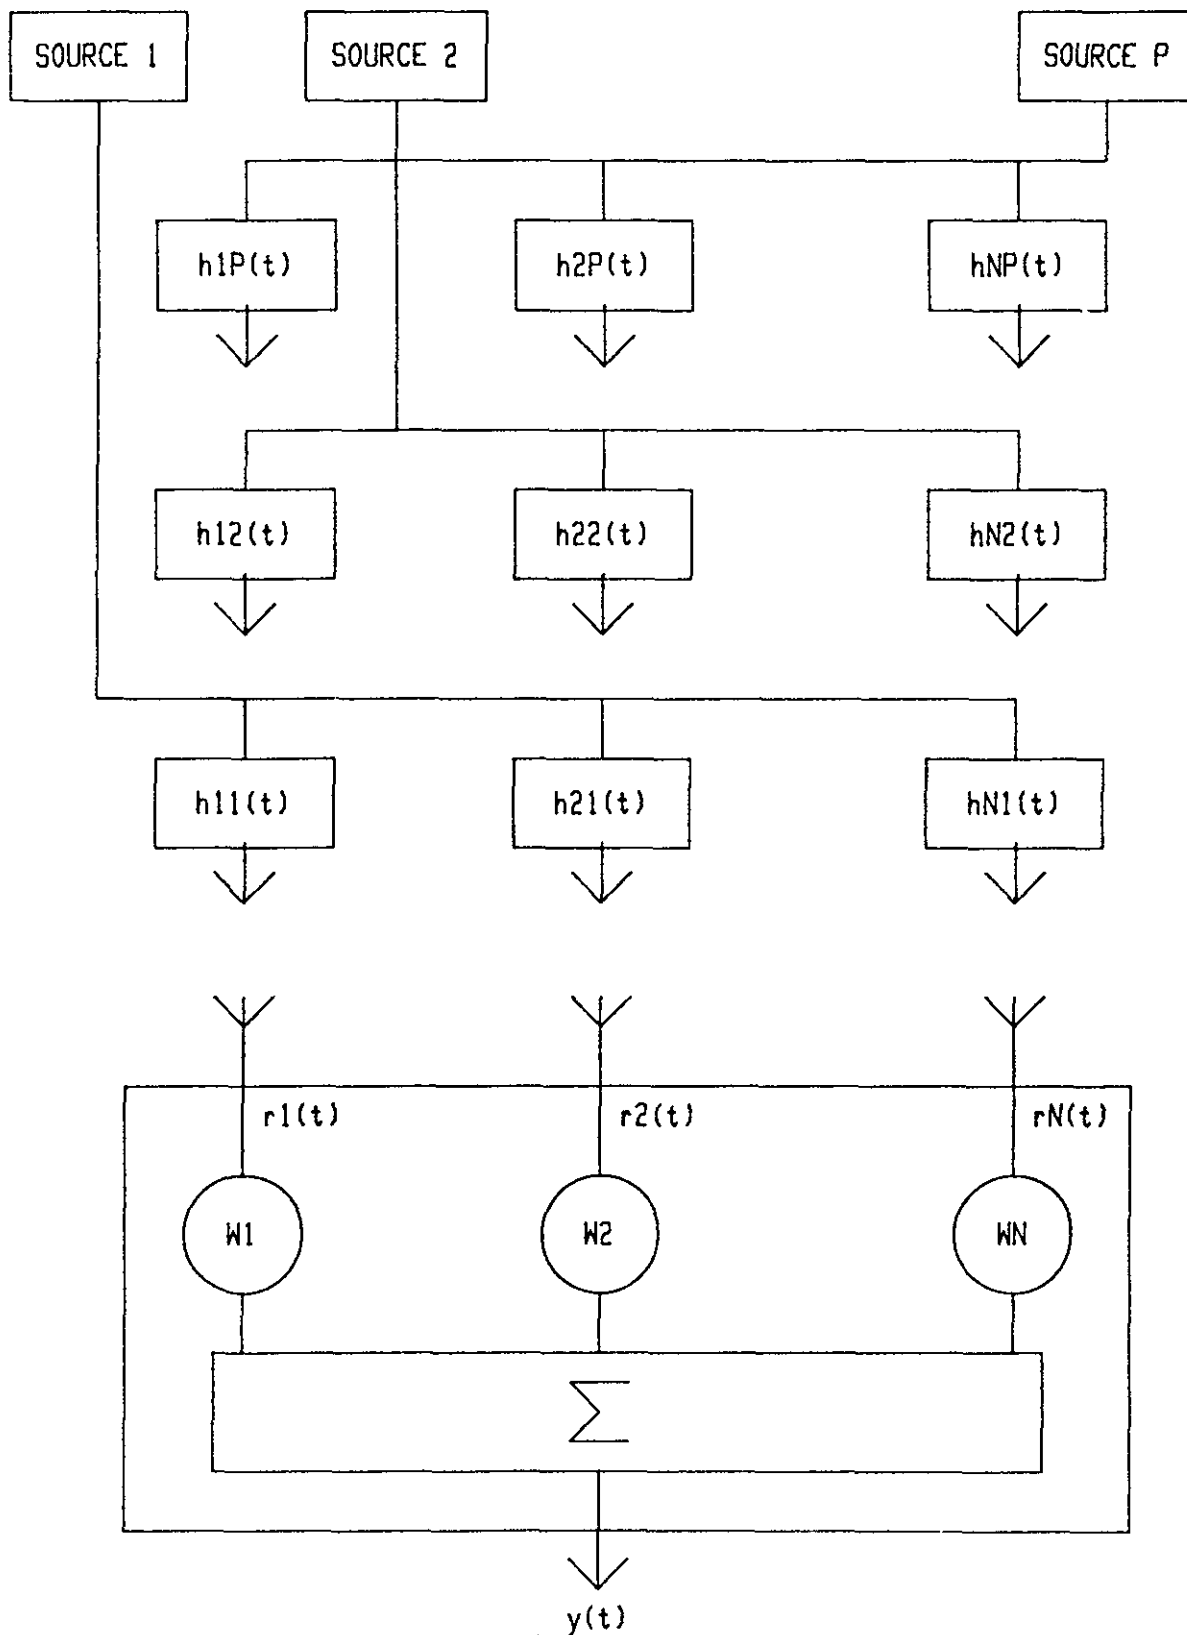 SOURCE 1 SOURCE 2 SOURCE P
h1P(t) h2P(t) hNP(t)
h12(t) h22(t) hN2(t)
h11(t) h21(t) hN1(t)
r1(t) r2(t) rN(t)
W1 W2 WN
Σ
y(t)